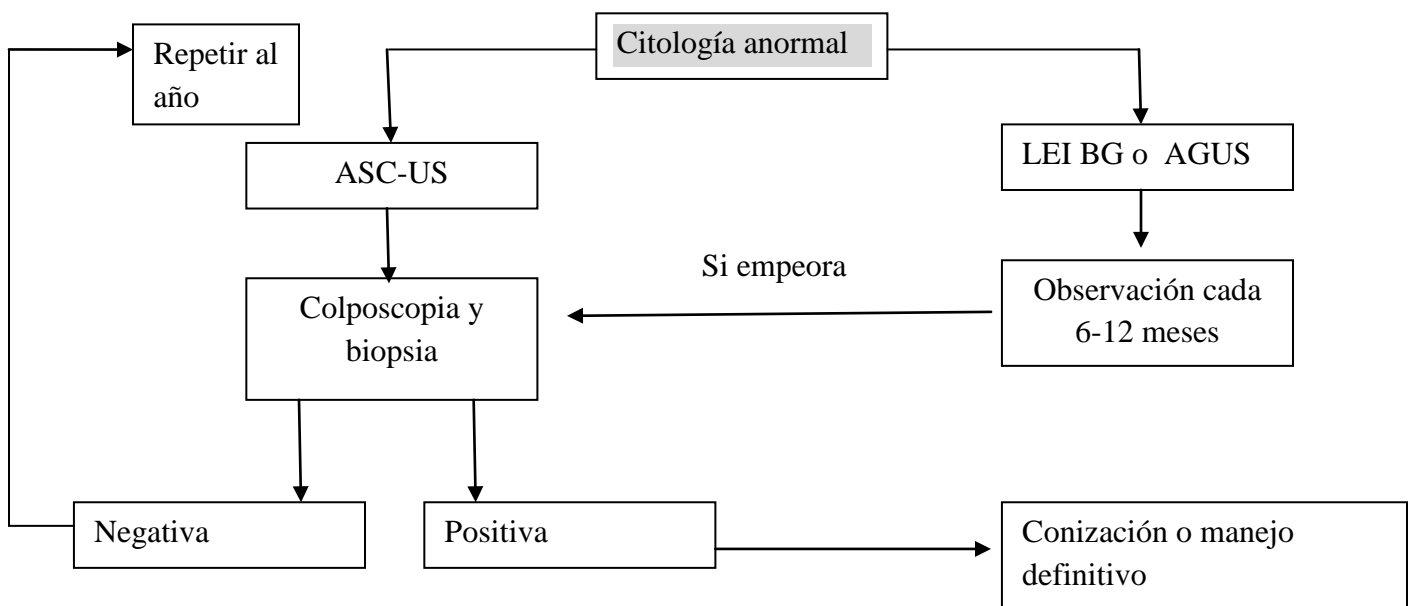 Citología anormal
Repetir al
año
ASC-US
LEI BG o AGUS
Si empeora
Colposcopia y
biopsia
Observación cada
6-12 meses
Negativa
Positiva
Conización o manejo
definitivo